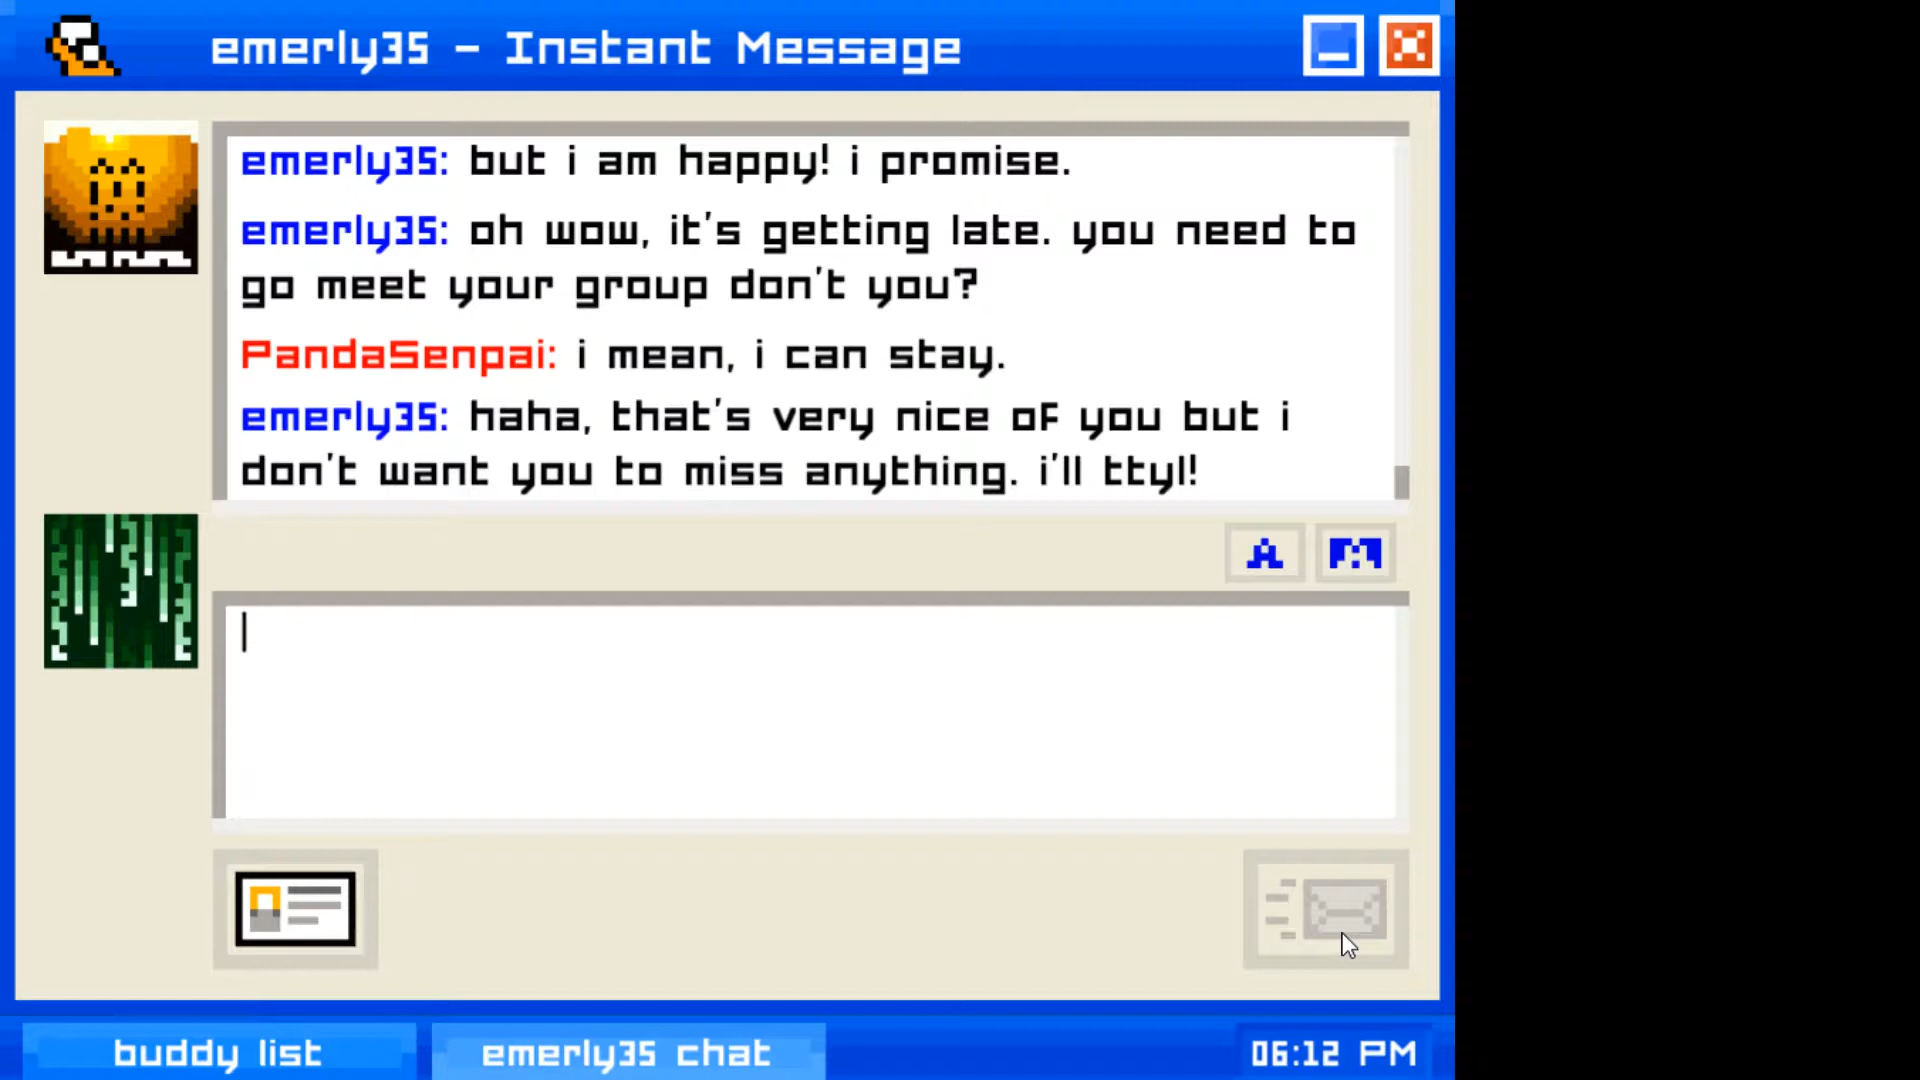 emerly35 - Instant Message
emerly35: but i am happy! i promise.
emerly35: oh wow, it's getting late. you need to
go meet your group don't you?
PandaSenpai: i mean, i can stay.
emerly35: haha, that's very nice of you but i
don't want you to miss anything. i'll ttyl!
A
buddy list
emerly35 chat
06:12 PM